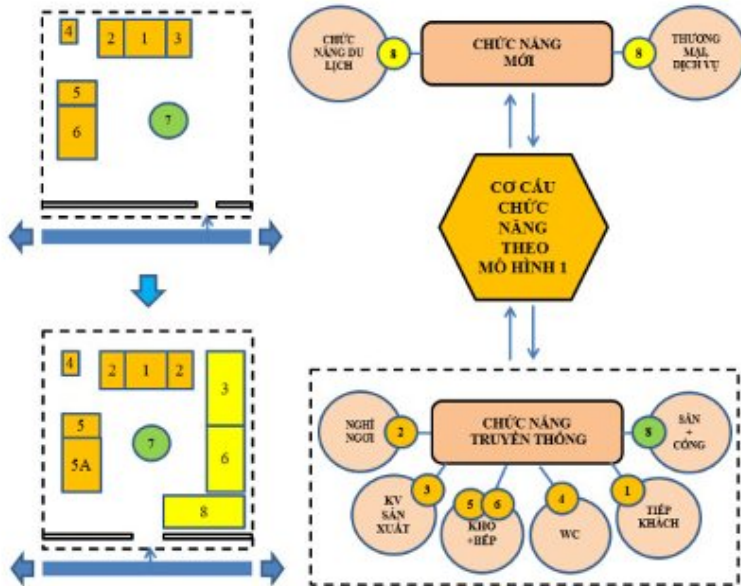 4
2 1 3
5
6
7
4
2 1 2
3
5
7
5A
6
8
CHỨC
NĂNG DU
LỊCH
8
CHỨC NĂNG
MỚI
8
THƯƠNG
MẠI,
DỊCH VỤ
CƠ CẤU
CHỨC
NĂNG
THEO
MÔ HÌNH 1
NGHỈ
NGƠI
2
CHỨC NĂNG
TRUYỀN THỐNG
8
SÂN
+
CỔNG
3
KV
SẢN
XUẤT
5 6
KHO
+BẾP
4
WC
1
TIẾP
KHÁCH